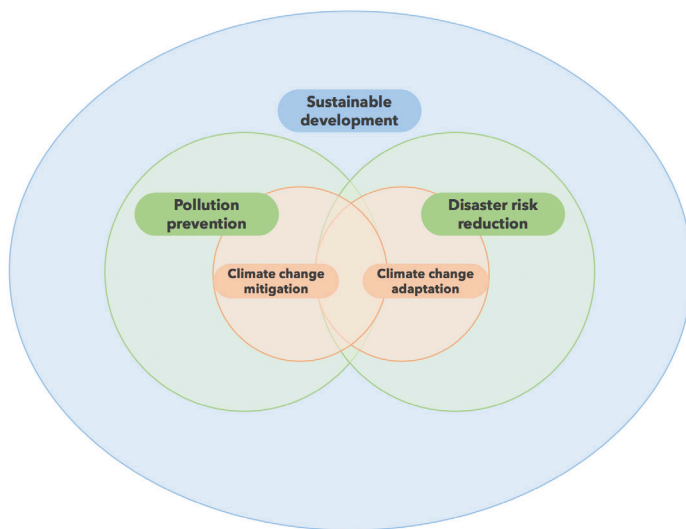 Sustainable
development
Pollution
prevention
Disaster risk
reduction
Climate change
mitigation
Climate change
adaptation